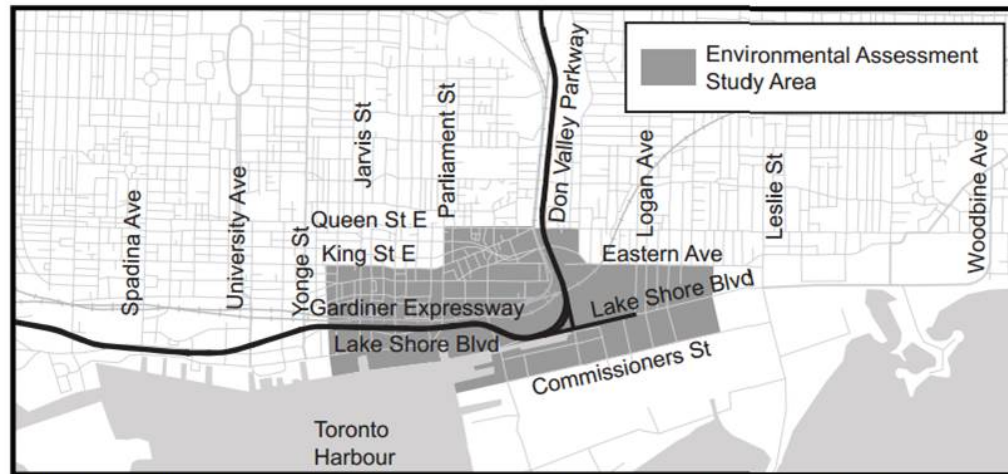 Environmental Assessment
Study Area
Don Valley Parkway
Jarvis St
Parliament St
Logan Ave
Leslie St
Woodbine Ave
Spadina Ave
University Ave
Yonge St
Queen St E
King St E
Eastern Ave
Gardiner Expressway
Lake Shore Blvd
Lake Shore Blvd
Commissioners St
Toronto
Harbour